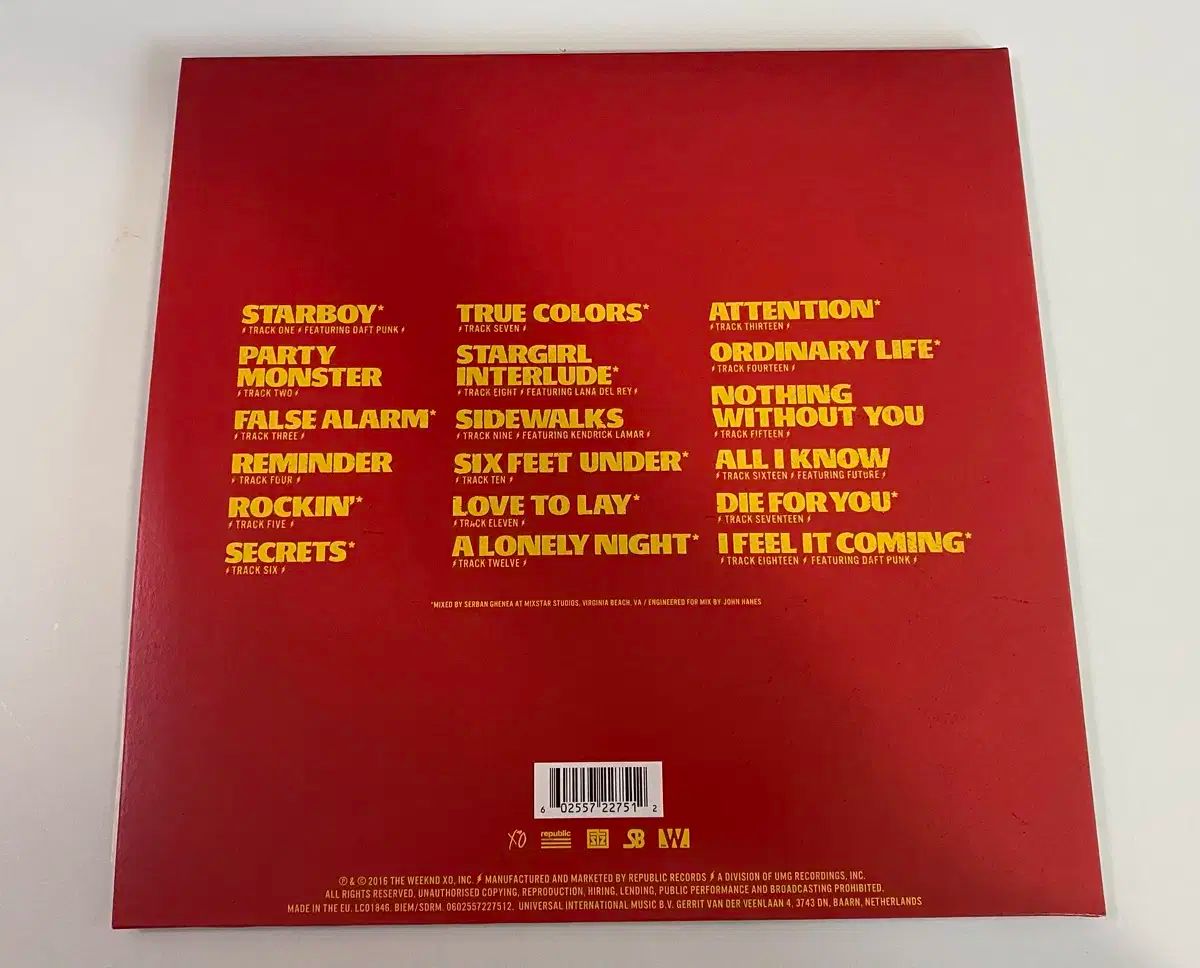 STARBOY*
TRACK ONE FEATURING DAFT PUNK
PARTY
MONSTER
TRACK TWO
FALSE ALARM*
TRACK THREE
REMINDER
TRACK FOUR
ROCKIN'*
TRACK FIVE
SECRETS*
TRACK SIX
TRUE COLORS*
TRACK SEVEN
STARGIRL
INTERLUDE*
TRACK EIGHT FEATURING LANA DEL REY
SIDEWALKS
TRACK NINE FEATURING KENDRICK LAMAR
SIX FEET UNDER*
TRACK TEN
LOVE TO LAY*
TRACK ELEVEN
A LONELY NIGHT*
TRACK TWELVE
ATTENTION*
TRACK THIRTEEN
ORDINARY LIFE*
TRACK FOURTEEN
NOTHING
WITHOUT YOU
TRACK FIFTEEN
ALL I KNOW
TRACK SIXTEEN FEATURING FUTURE
DIE FOR YOU*
TRACK SEVENTEEN
I FEEL IT COMING*
TRACK EIGHTEEN FEATURING DAFT PUNK
*MIXED BY SERBAN GHENEA AT MIXSTAR STUDIOS, VIRGINIA BEACH, VA / ENGINEERED FOR MIX BY JOHN HANES
6 02557 22751 2
XO republic SB W
℗ & © 2016 THE WEEKND XO, INC. MANUFACTURED AND MARKETED BY REPUBLIC RECORDS A DIVISION OF UMG RECORDINGS, INC.
ALL RIGHTS RESERVED, UNAUTHORISED COPYING, REPRODUCTION, HIRING, LENDING, PUBLIC PERFORMANCE AND BROADCASTING PROHIBITED.
MADE IN THE EU. LC01846. BIEM/SDRM. 0602557227512. UNIVERSAL INTERNATIONAL MUSIC B.V. GERRIT VAN DER VEENLAAN 4, 3743 DN, BAARN, NETHERLANDS